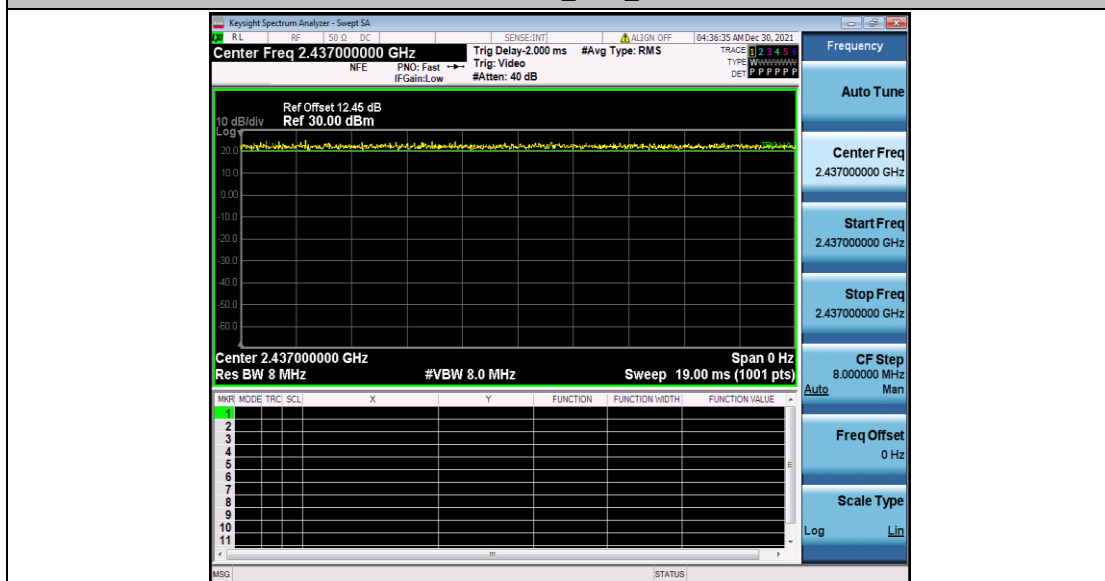 Keysight Spectrum Analyzer - Swept SA
RL RF 50 Ω DC SENSE:INT ALIGN OFF 04:36:35 AM Dec 30, 2021
Center Freq 2.437000000 GHz
NFE
PNO: Fast
IFGain:Low
Trig Delay-2.000 ms
Trig: Video
#Atten: 40 dB
#Avg Type: RMS
TRACE 1 2 3 4 5 6
TYPE W
DET P P P P P P
Ref Offset 12.45 dB
10 dB/div Ref 30.00 dBm
Log
20.0
10.0
0.00
-10.0
-20.0
-30.0
-40.0
-50.0
-60.0
Center 2.437000000 GHz Span 0 Hz
Res BW 8 MHz #VBW 8.0 MHz Sweep 19.00 ms (1001 pts)
MKR MODE TRC SCL X Y FUNCTION FUNCTION WIDTH FUNCTION VALUE
1
2
3
4
5
6
7
8
9
10
11
MSG STATUS
Frequency
Auto Tune
Center Freq
2.437000000 GHz
Start Freq
2.437000000 GHz
Stop Freq
2.437000000 GHz
CF Step
8.000000 MHz
Auto Man
Freq Offset
0 Hz
Scale Type
Log Lin